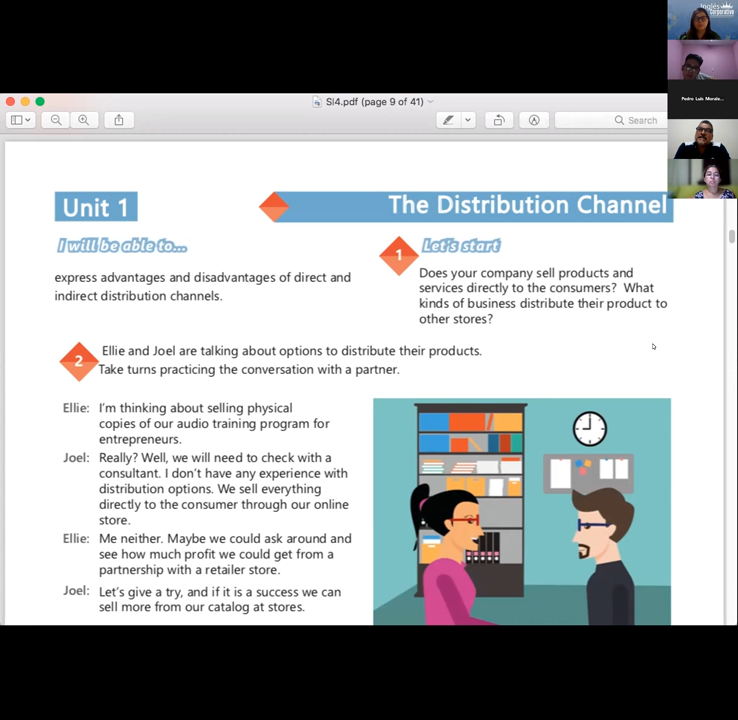 Inglés
Corporativo
SI4.pdf (page 9 of 41)
Search
Pedro Luis Morale...
Unit 1
The Distribution Channel
I will be able to...
express advantages and disadvantages of direct and
indirect distribution channels.
1
Let's start
Does your company sell products and
services directly to the consumers? What
kinds of business distribute their product to
other stores?
2
Ellie and Joel are talking about options to distribute their products.
Take turns practicing the conversation with a partner.
Ellie: I'm thinking about selling physical
copies of our audio training program for
entrepreneurs.
Joel: Really? Well, we will need to check with a
consultant. I don't have any experience with
distribution options. We sell everything
directly to the consumer through our online
store.
Ellie: Me neither. Maybe we could ask around and
see how much profit we could get from a
partnership with a retailer store.
Joel: Let's give a try, and if it is a success we can
sell more from our catalog at stores.